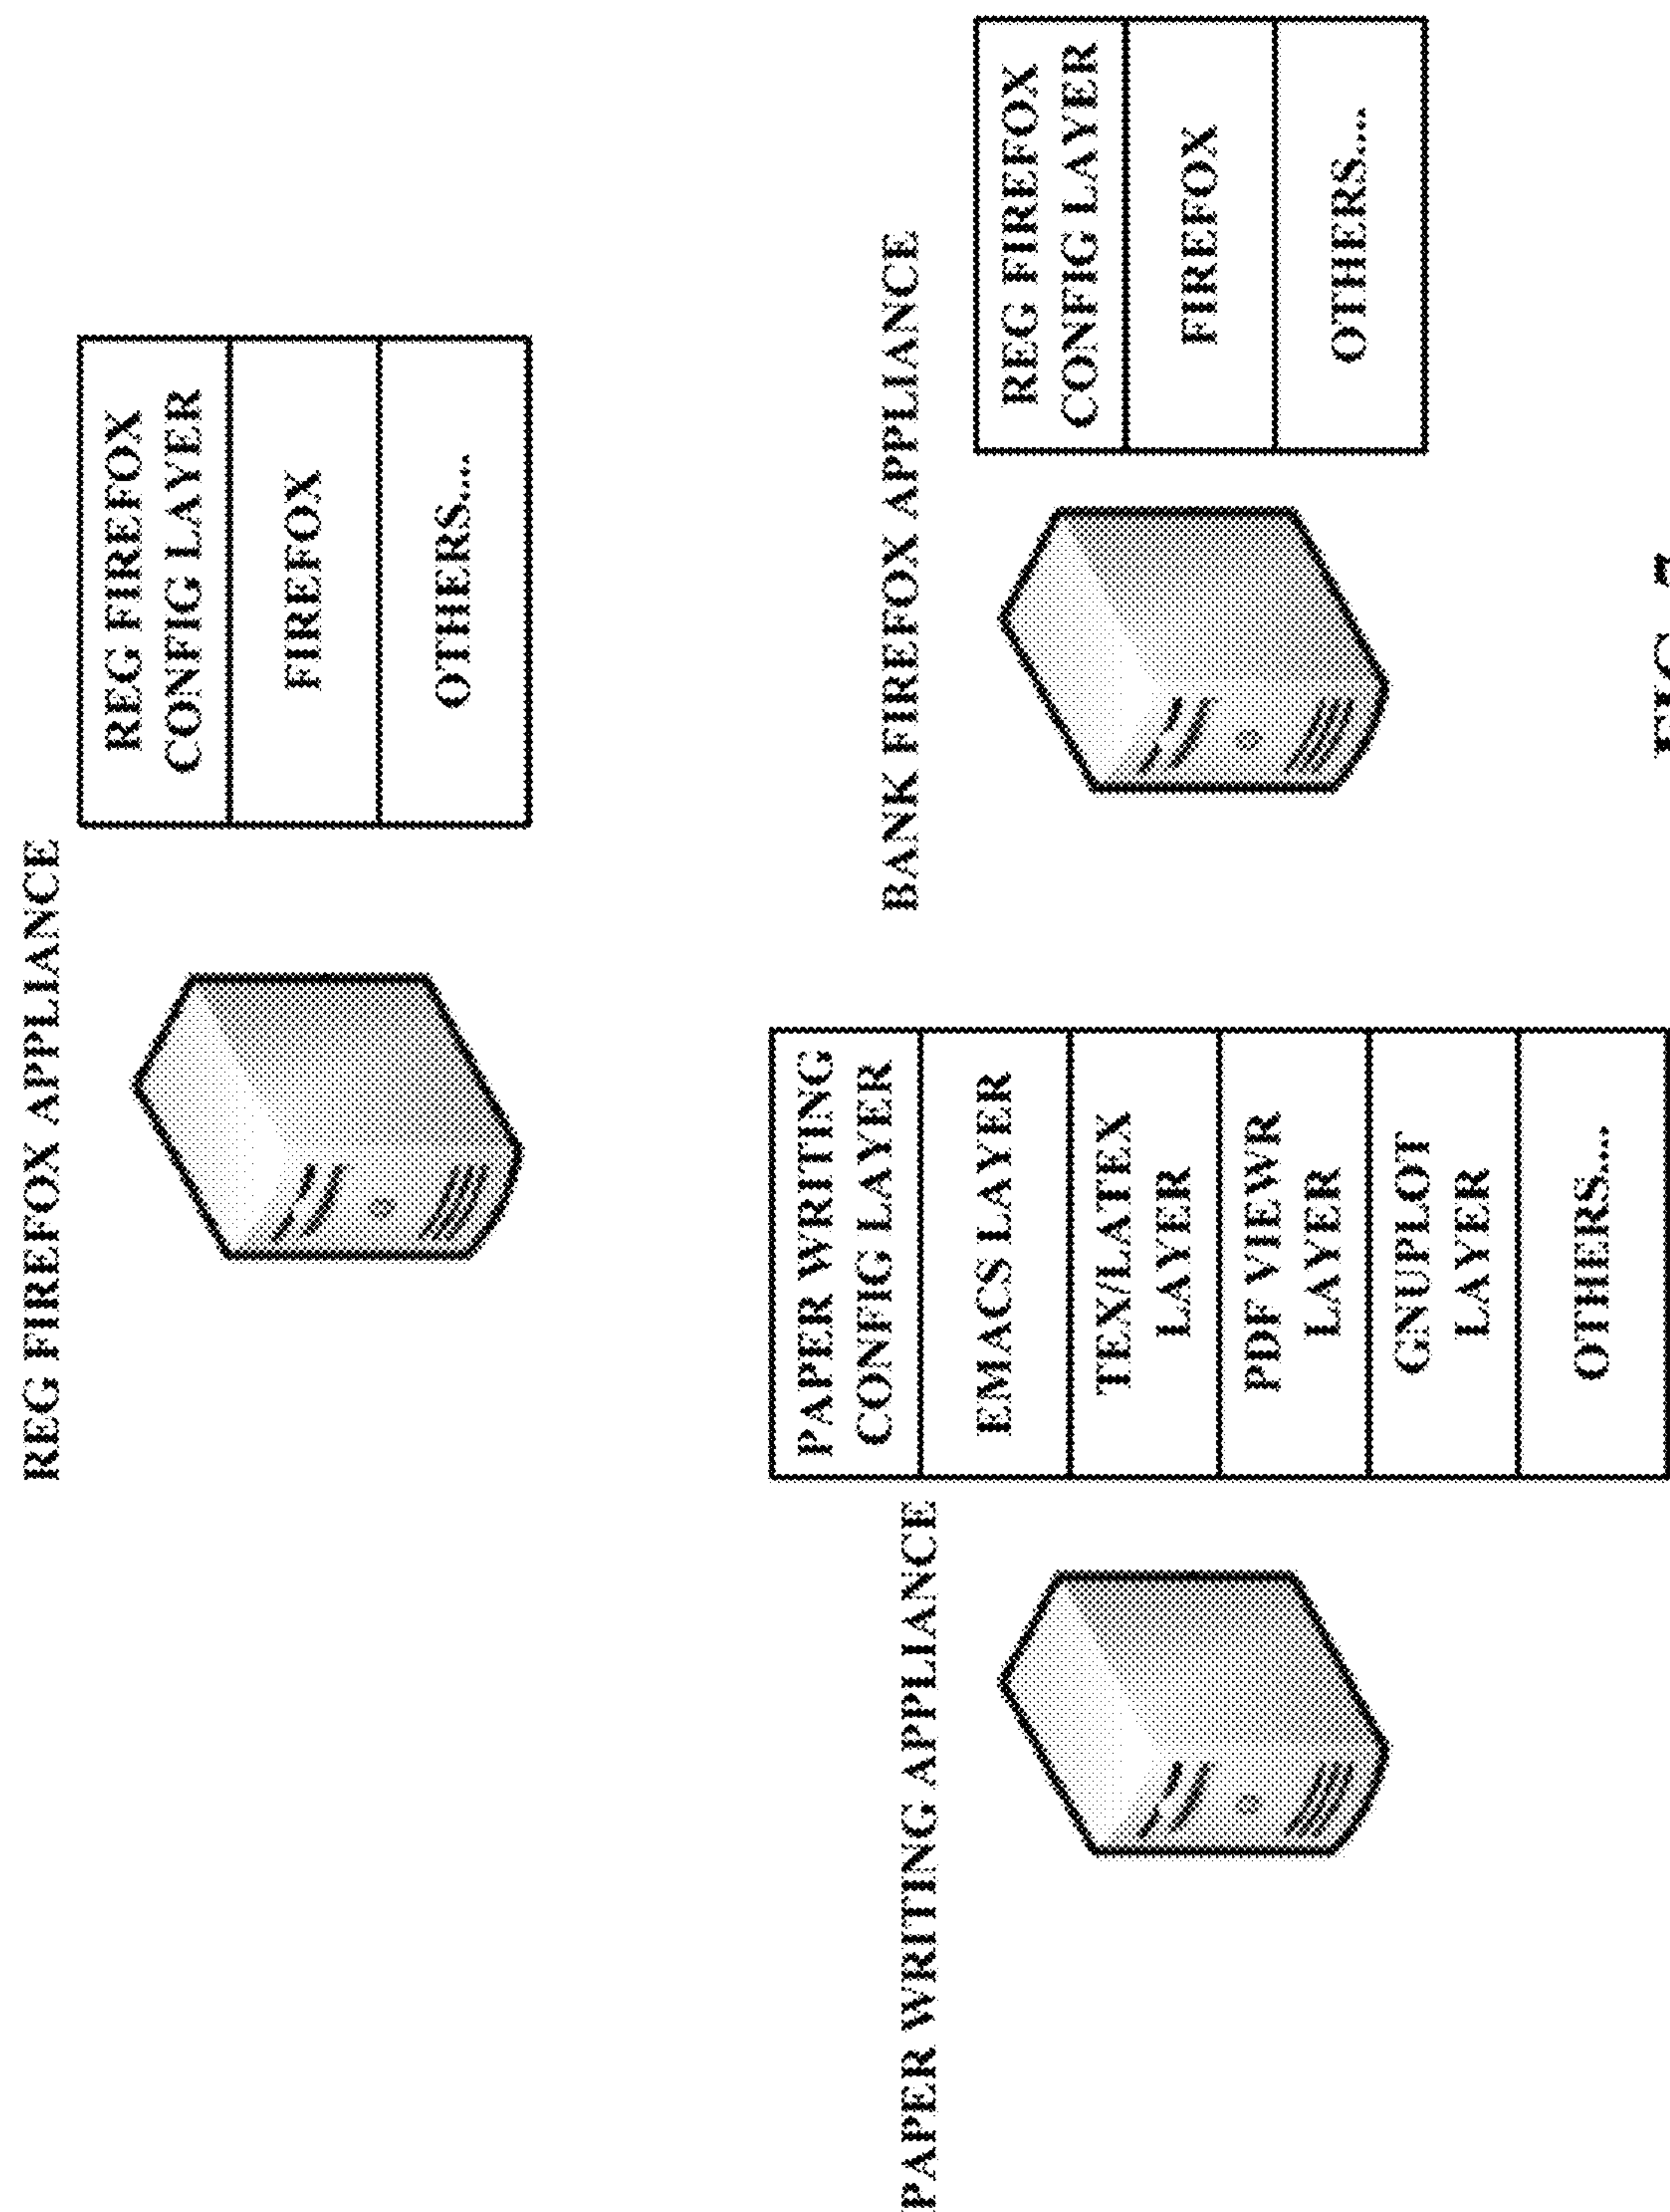 REG FIREFOX APPLIANCE
REG FIREFOX
CONFIG LAYER
FIREFOX
OTHERS...
PAPER WRITING APPLIANCE
PAPER WRITING
CONFIG LAYER
EMACS LAYER
TEX/LATEX
LAYER
PDF VIEWR
LAYER
GNUPLOT
LAYER
OTHERS...
BANK FIREFOX APPLIANCE
REG FIREFOX
CONFIG LAYER
FIREFOX
OTHERS....